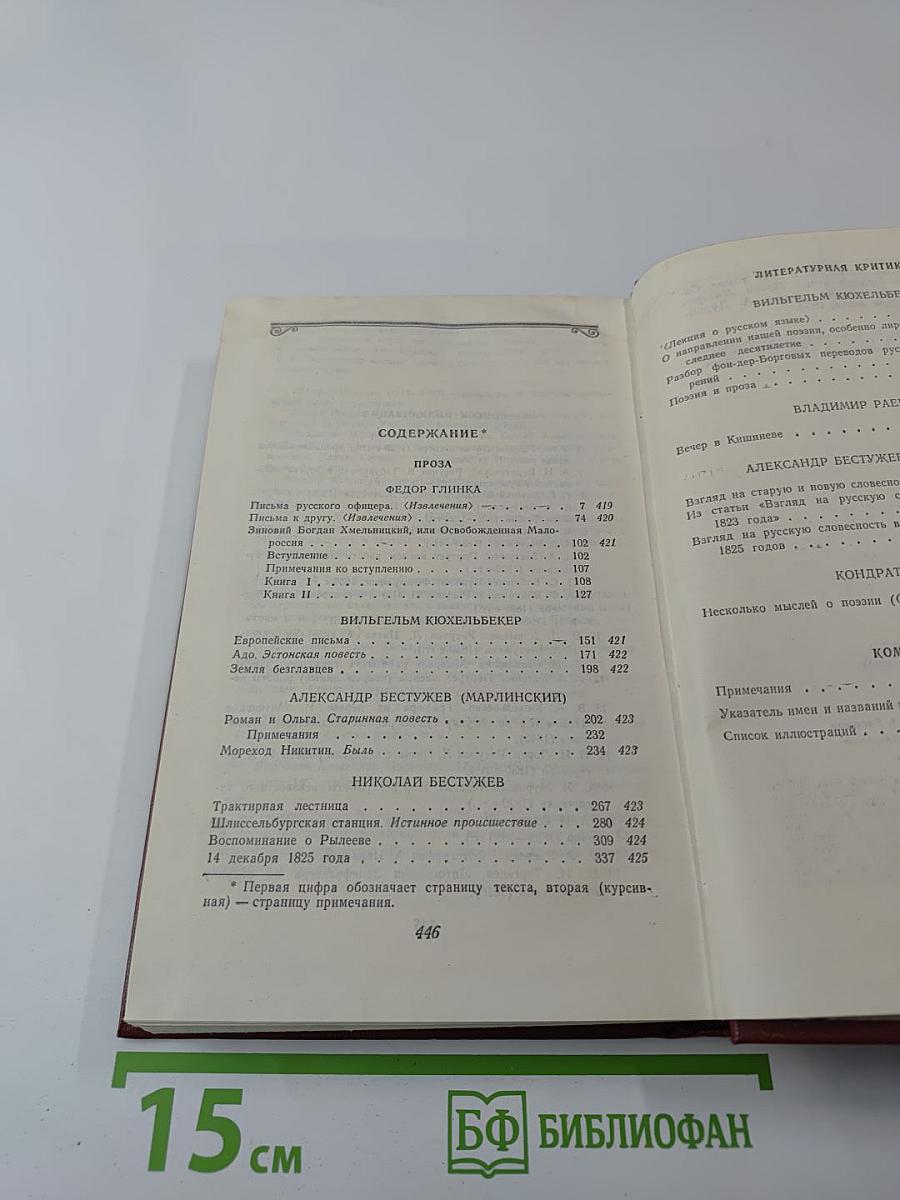 СОДЕРЖАНИЕ*
ПРОЗА
ФЕДОР ГЛИНКА
Письма русского офицера. 〈Извлечения〉 . . . . 7 419
Письма к другу. 〈Извлечения〉 . . . . . . . . . . . 74 420
Зиновий Богдан Хмельницкий, или Освобожденная Мало-
россия . . . . . . . . . . . . . . . . . 102 421
Вступление . . . . . . . . . . . . . . . . 102
Примечания ко вступлению . . . . . . . . . . 107
Книга I . . . . . . . . . . . . . . . . . 108
Книга II . . . . . . . . . . . . . . . . . 127
ВИЛЬГЕЛЬМ КЮХЕЛЬБЕКЕР
Европейские письма . . . . . . . . . . . . . 151 421
Адо. Эстонская повесть . . . . . . . . . . . . 171 422
Земля безглавцев . . . . . . . . . . . . . . 198 422
АЛЕКСАНДР БЕСТУЖЕВ (МАРЛИНСКИЙ)
Роман и Ольга. Старинная повесть . . . . . . . . 202 423
Примечания . . . . . . . . . . . . . . . 232
Мореход Никитин. Быль . . . . . . . . . . . . 234 423
НИКОЛАЙ БЕСТУЖЕВ
Трактирная лестница . . . . . . . . . . . . . 267 423
Шлиссельбургская станция. Истинное происшествие . . . 280 424
Воспоминание о Рылееве . . . . . . . . . . . . 309 424
14 декабря 1825 года . . . . . . . . . . . . . 337 425
* Первая цифра обозначает страницу текста, вторая (курсив-
ная) — страницу примечания.
446
ЛИТЕРАТУРНАЯ КРИТИК
ВИЛЬГЕЛЬМ КЮХЕЛЬБЕ
〈Лекция о русском языке〉 . . . . . .
О направлении нашей поэзии, особенно лир
следнее десятилетие . . . . . . .
Разбор фон-дер-Борговых переводов рус
рений . . . . . . . . . . .
Поэзия и проза . . . . . . . . .
ВЛАДИМИР РАЕ
Вечер в Кишиневе . . . . . . .
АЛЕКСАНДР БЕСТУЖЕВ
Взгляд на старую и новую словесно
Из статьи «Взгляд на русскую с
1823 года» . . . . . . . .
Взгляд на русскую словесность в
1825 годов . . . . . . . .
КОНДРАТ
Несколько мыслей о поэзии (О
КОМ
Примечания . . . . . . .
Указатель имен и названий
Список иллюстраций . . .
15 см
БФ БИБЛИОФАН